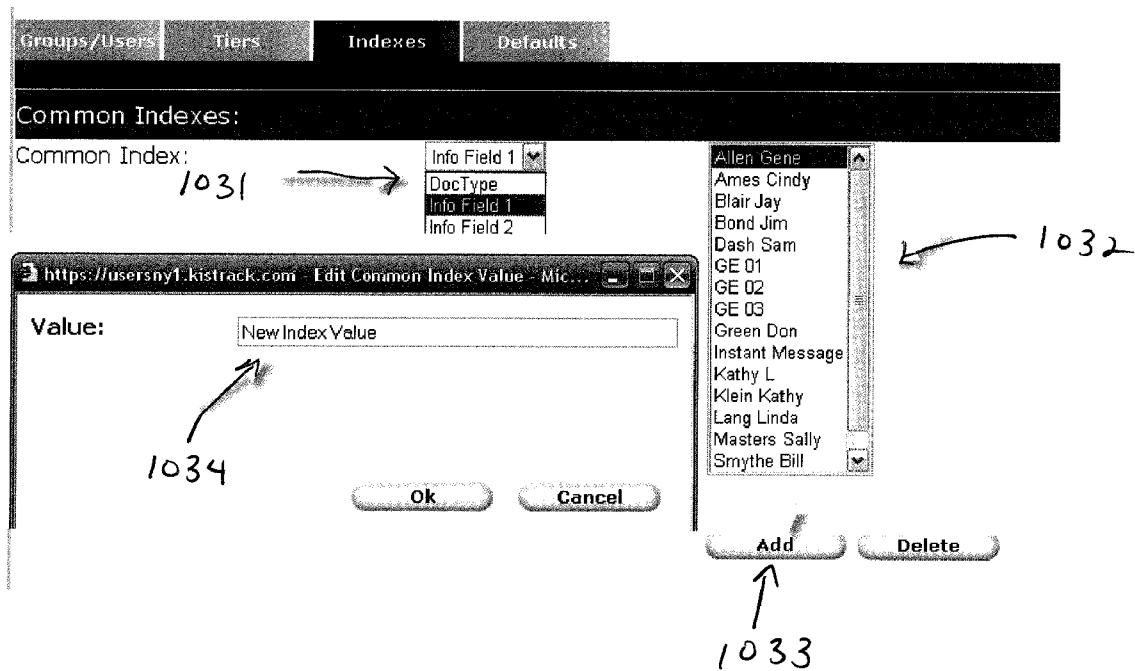 Groups/Users Tiers Indexes Defaults
Common Indexes:
Common Index:
1031
Info Field 1
DocType
Info Field 1
Info Field 2
Allen Gene
Ames Cindy
Blair Jay
Bond Jim
Dash Sam
GE 01
GE 02
GE 03
Green Don
Instant Message
Kathy L
Klein Kathy
Lang Linda
Masters Sally
Smythe Bill
1032
https://usersny1.kistrack.com - Edit Common Index Value - Mic...
Value:
New Index Value
1034
Ok Cancel
Add Delete
1033